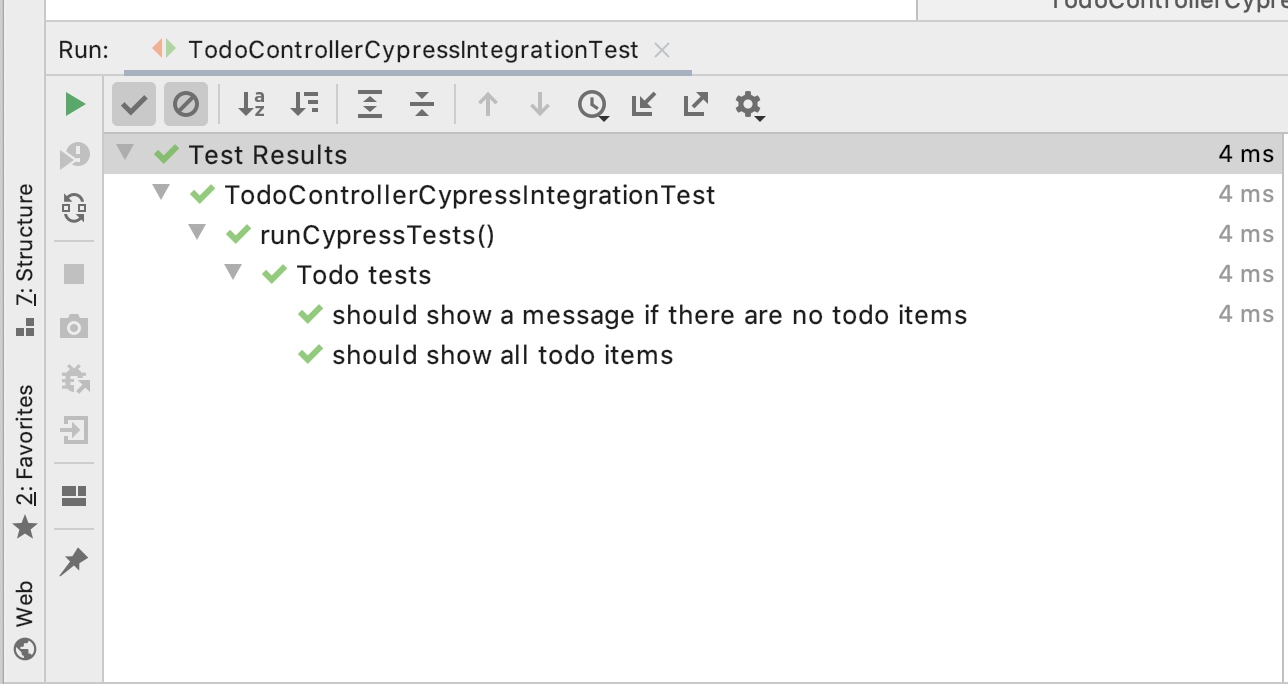 Run:
TodoControllerCypressIntegrationTest
Test Results 4 ms
TodoControllerCypressIntegrationTest 4 ms
runCypressTests() 4 ms
Todo tests 4 ms
should show a message if there are no todo items 4 ms
should show all todo items
7: Structure
2: Favorites
Web